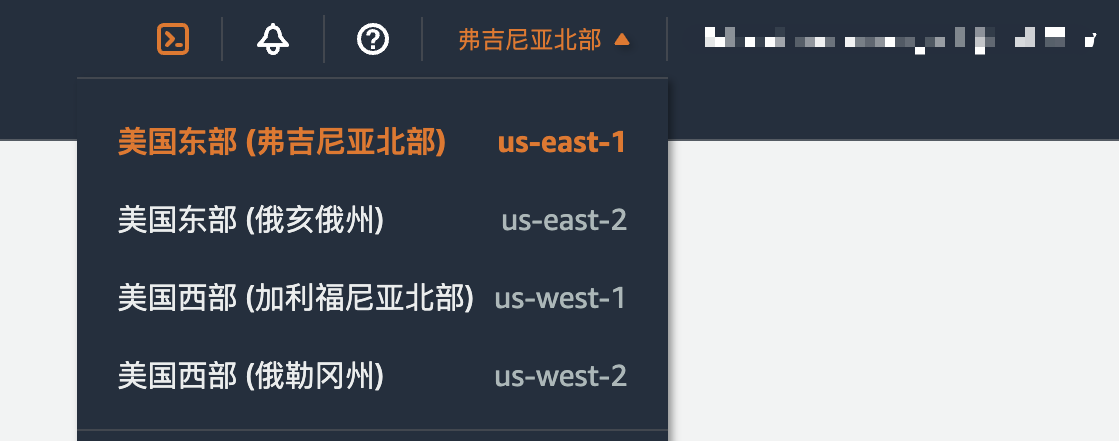 弗吉尼亚北部
美国东部 (弗吉尼亚北部) us-east-1
美国东部 (俄亥俄州) us-east-2
美国西部 (加利福尼亚北部) us-west-1
美国西部 (俄勒冈州) us-west-2